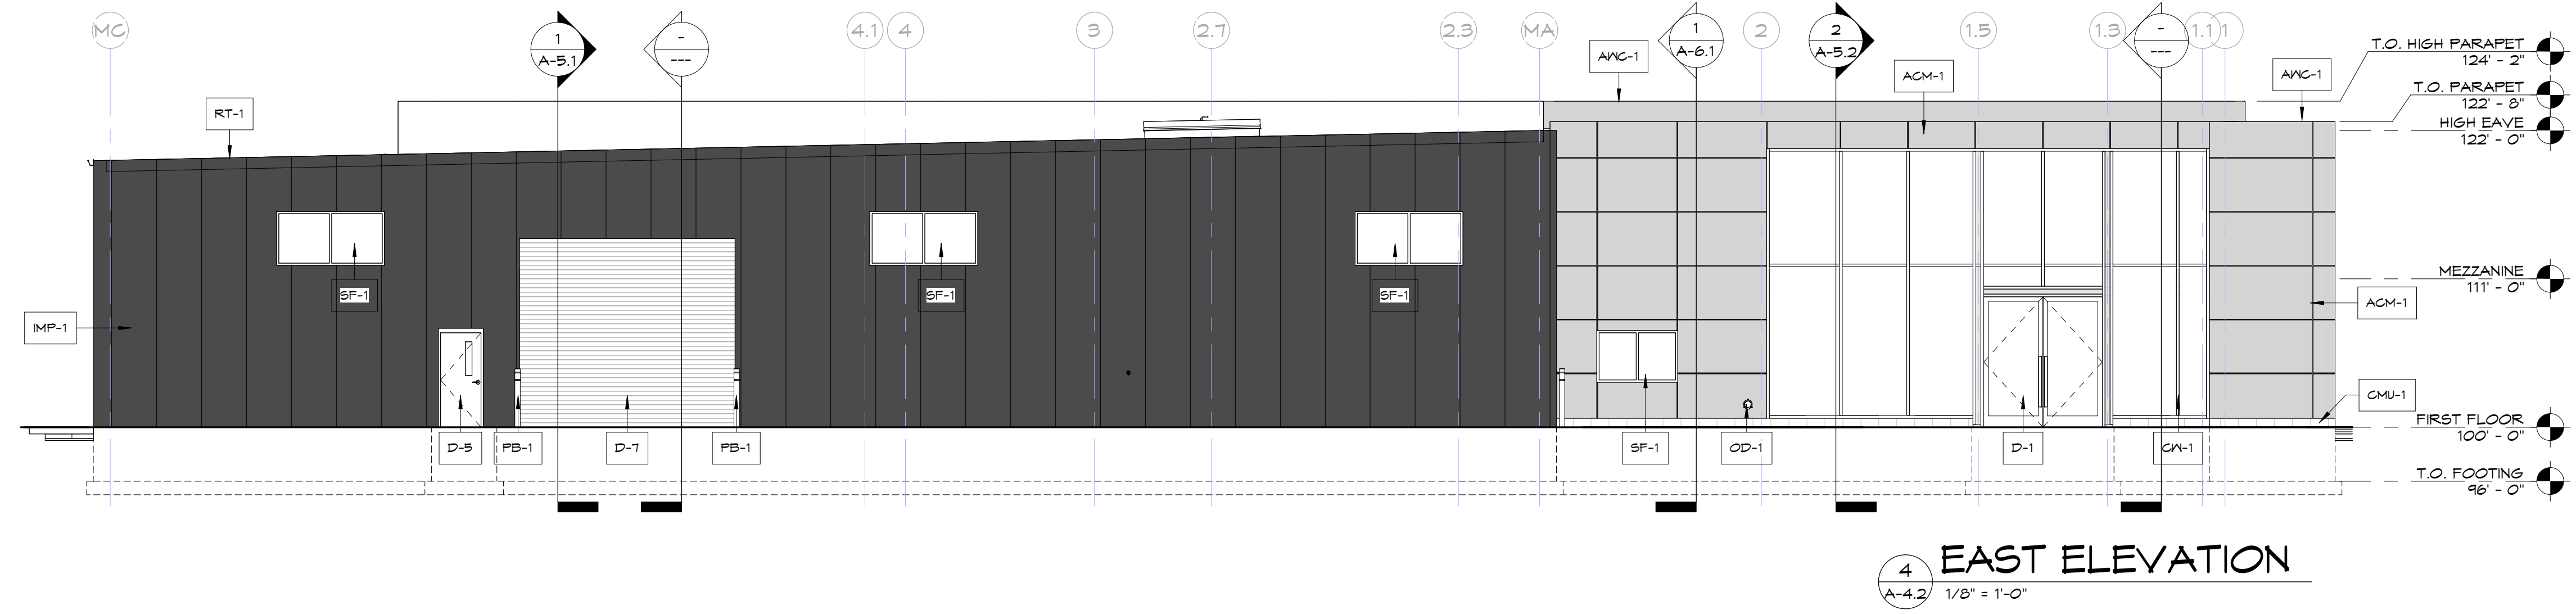 MC
4.1
4
3
2.7
2.3
MA
2
1.5
1.3
1.1
1
1
A-5.1
-
---
1
A-6.1
2
A-5.2
-
---
T.O. HIGH PARAPET
124' - 2"
T.O. PARAPET
122' - 8"
HIGH EAVE
122' - 0"
MEZZANINE
111' - 0"
FIRST FLOOR
100' - 0"
T.O. FOOTING
96' - 0"
RT-1
AWC-1
ACM-1
AWC-1
SF-1
SF-1
SF-1
IMP-1
ACM-1
CMU-1
D-5
PB-1
D-7
PB-1
SF-1
OD-1
D-1
CW-1
4
A-4.2
EAST ELEVATION
1/8" = 1'-0"